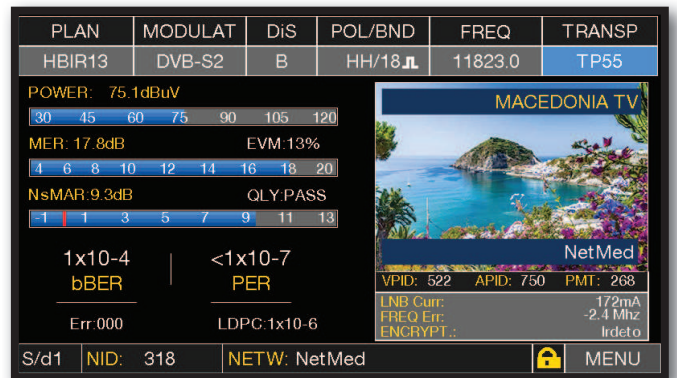 PLAN MODULAT DiS POL/BND FREQ TRANSP
HBIR13 DVB-S2 B HH/18 11823.0 TP55
POWER: 75.1dBuV
30 45 60 75 90 105 120
MER: 17.8dB EVM:13%
4 6 8 10 12 14 16 18 20
NsMAR:9.3dB QLY:PASS
-1 1 3 5 7 9 11 13
1x10-4 <1x10-7
bBER PER
Err:000 LDPC:1x10-6
MACEDONIA TV
NetMed
VPID: 522 APID: 750 PMT: 268
LNB Curr: 172mA
FREQ Err: -2.4 Mhz
ENCRYPT.: Irdeto
S/d1 NID: 318 NETW: NetMed MENU